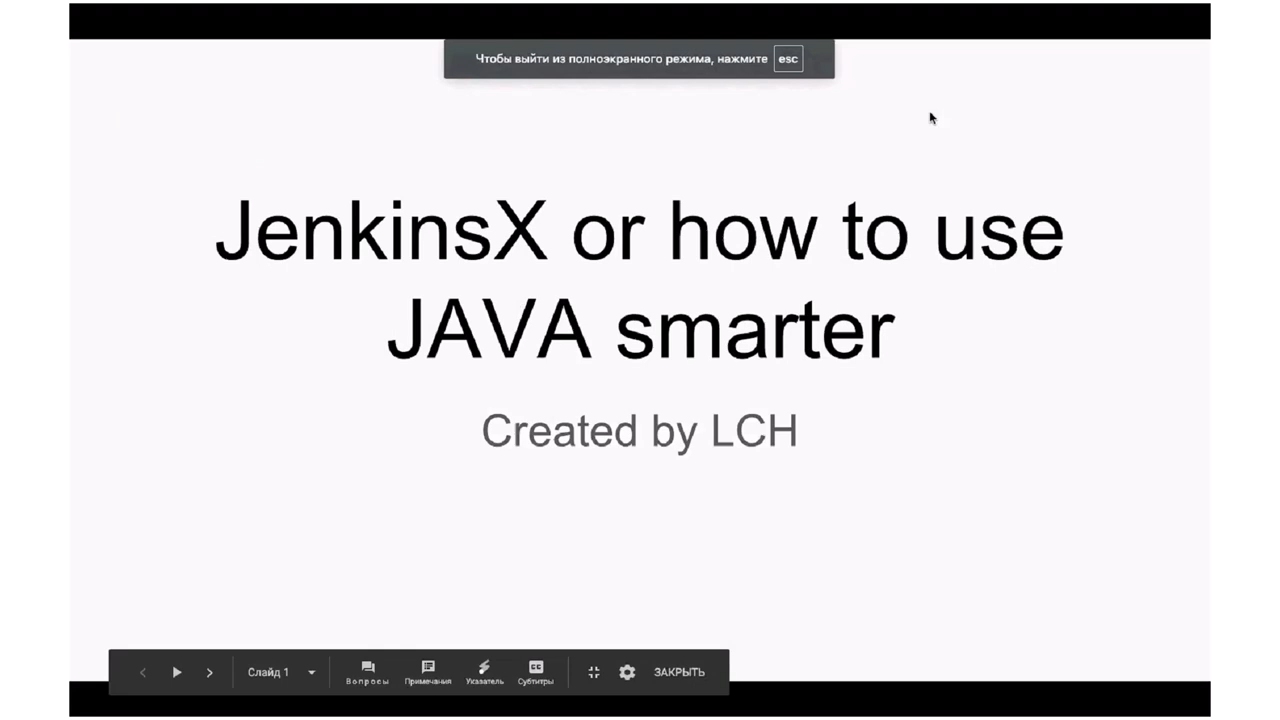 Чтобы выйти из полноэкранного режима, нажмите esc
JenkinsX or how to use
JAVA smarter
Created by LCH
Слайд 1
Вопросы
Примечания
Указатель
CC
Субтитры
ЗАКРЫТЬ